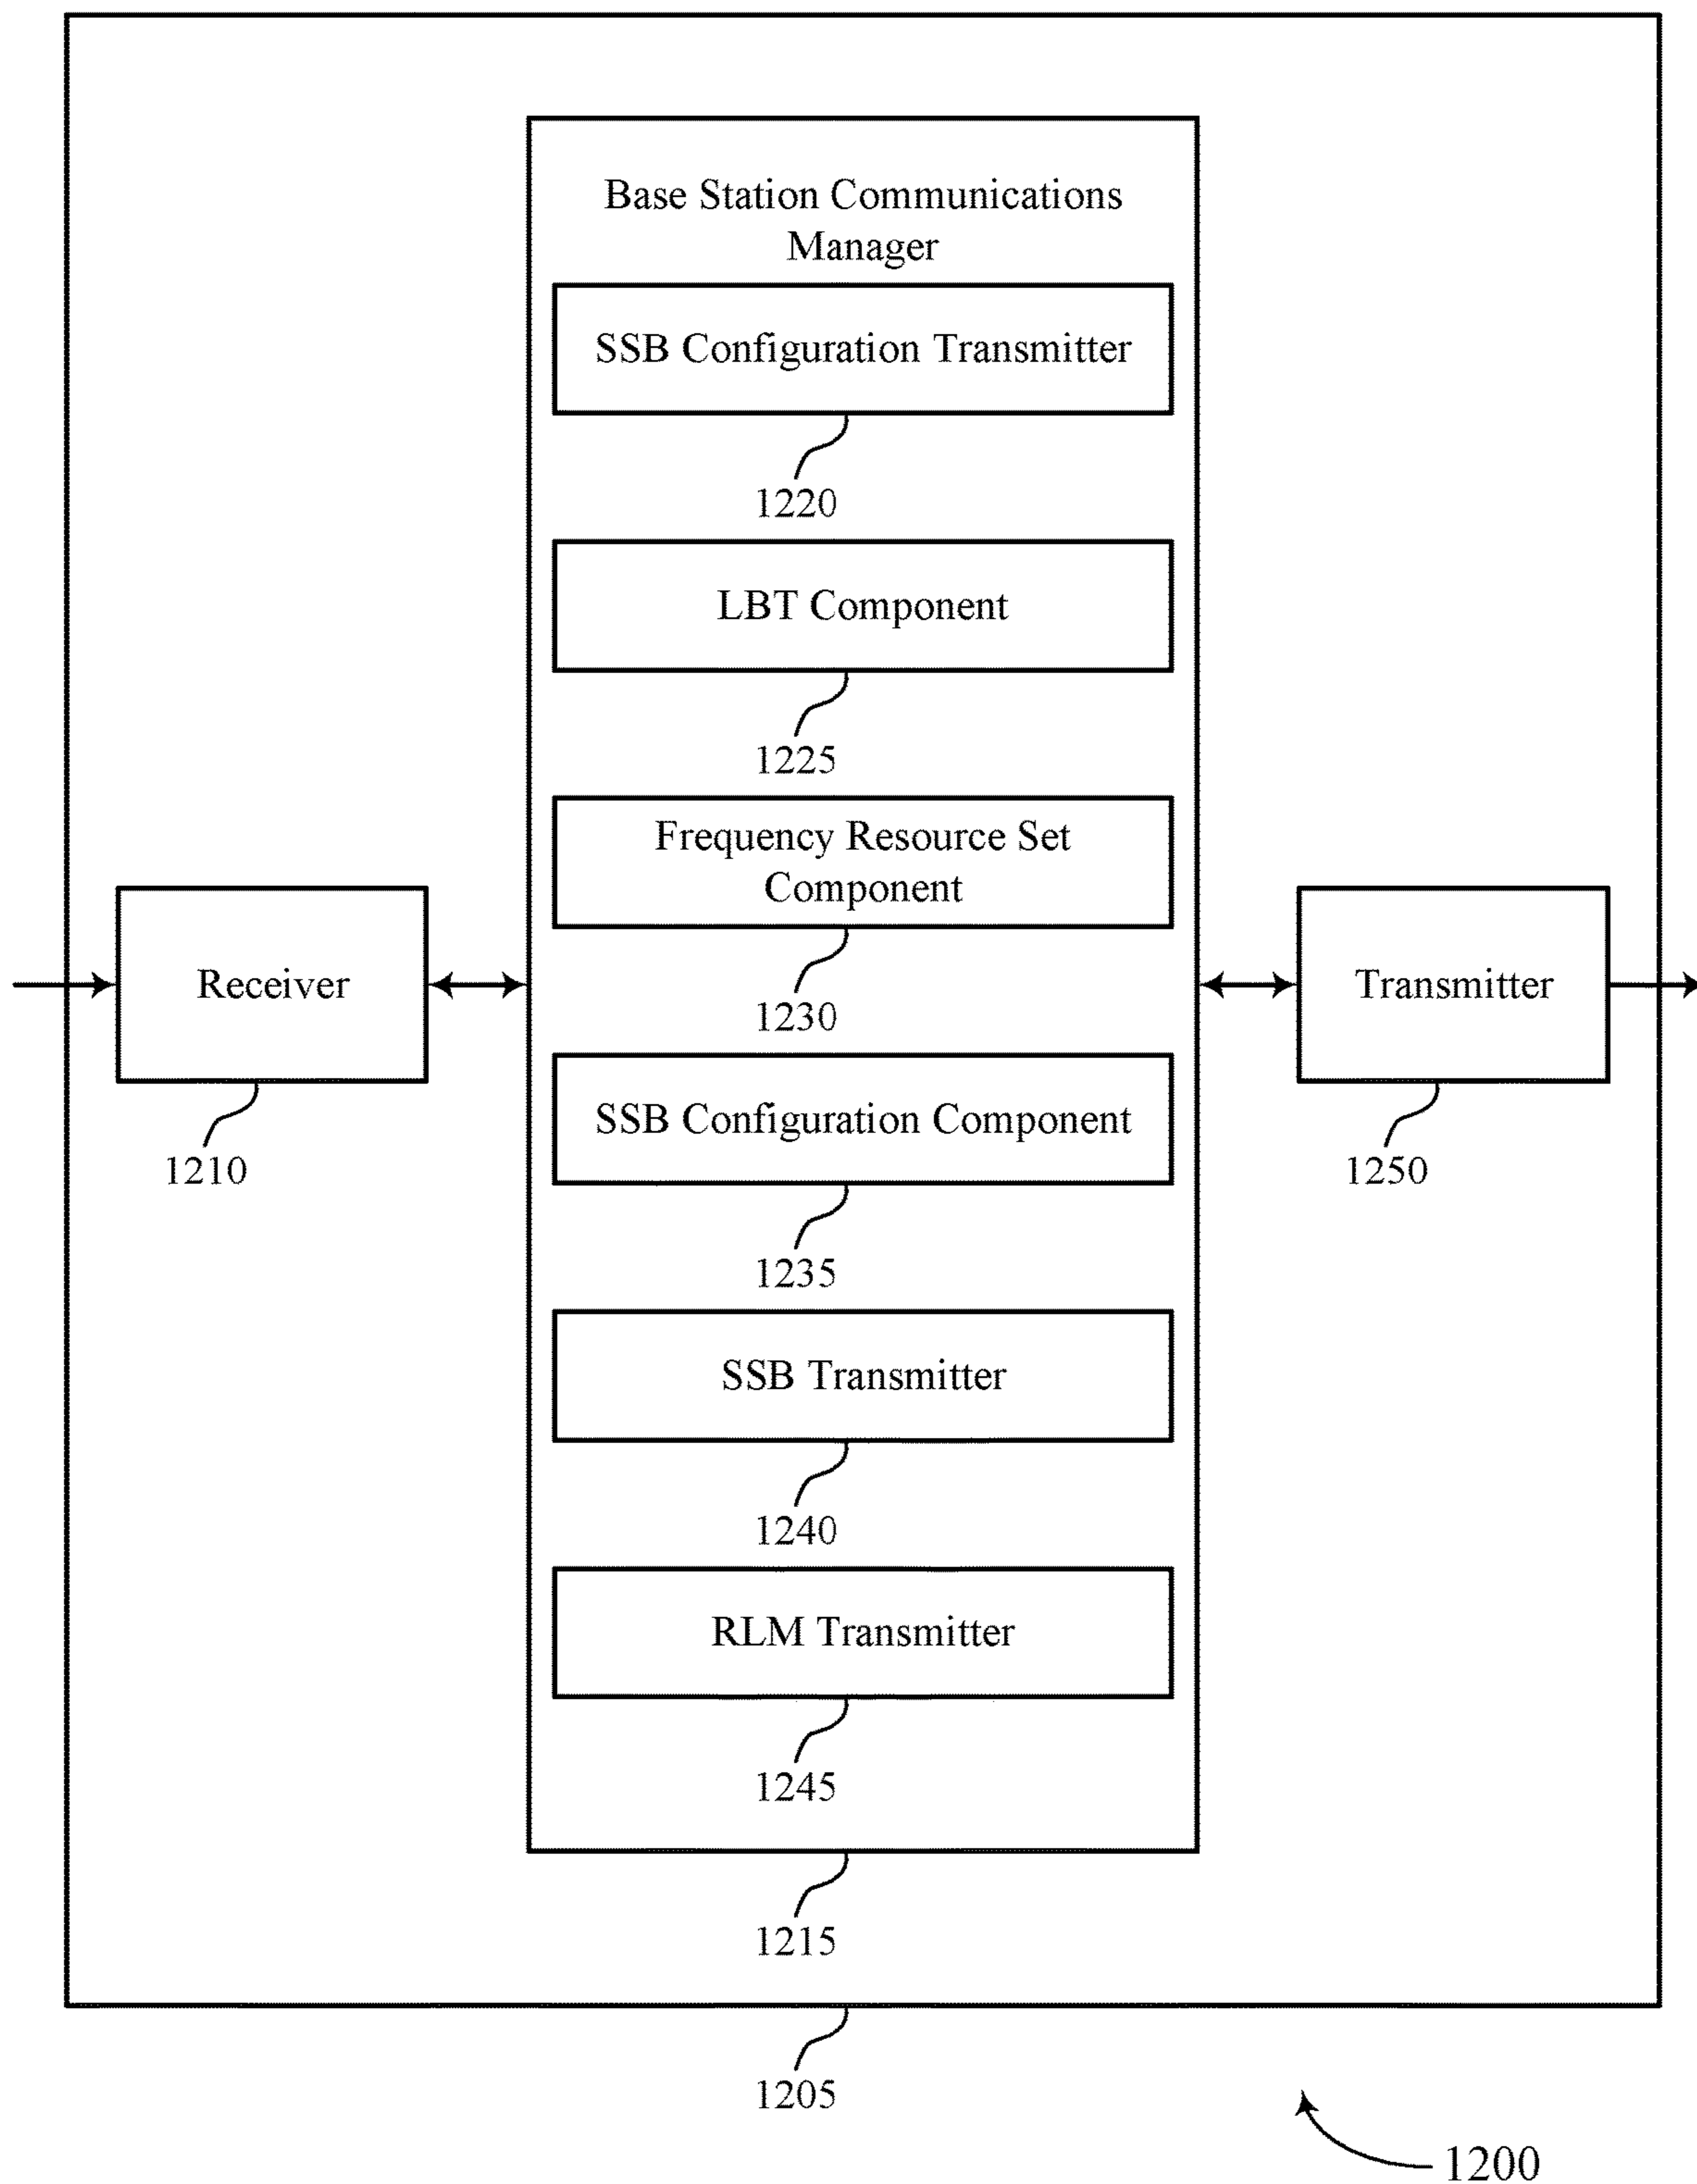 Base Station Communications
Manager
SSB Configuration Transmitter
1220
LBT Component
1225
Frequency Resource Set
Component
1230
Receiver
1210
Transmitter
1250
SSB Configuration Component
1235
SSB Transmitter
1240
RLM Transmitter
1245
1215
1205
1200